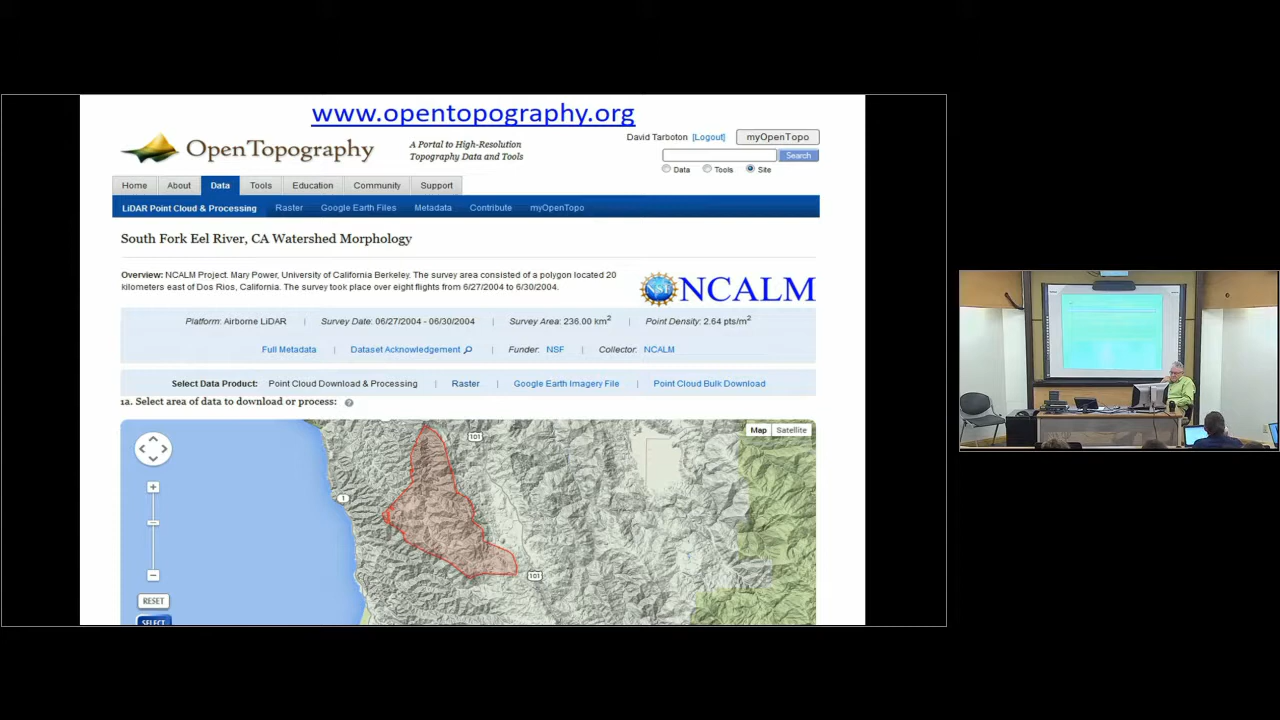 www.opentopography.org
OpenTopography
A Portal to High-Resolution
Topography Data and Tools
David Tarboton [Logout] myOpenTopo
Search
Data Tools Site
Home About Data Tools Education Community Support
LiDAR Point Cloud & Processing Raster Google Earth Files Metadata Contribute myOpenTopo
South Fork Eel River, CA Watershed Morphology
Overview: NCALM Project. Mary Power, University of California Berkeley. The survey area consisted of a polygon located 20
kilometers east of Dos Rios, California. The survey took place over eight flights from 6/27/2004 to 6/30/2004.
NSF NCALM
Platform: Airborne LiDAR | Survey Date: 06/27/2004 - 06/30/2004 | Survey Area: 236.00 km² | Point Density: 2.64 pts/m²
Full Metadata | Dataset Acknowledgement | Funder: NSF | Collector: NCALM
Select Data Product: Point Cloud Download & Processing | Raster | Google Earth Imagery File | Point Cloud Bulk Download
1a. Select area of data to download or process: ?
Map Satellite
101
1
101
RESET
SELECT